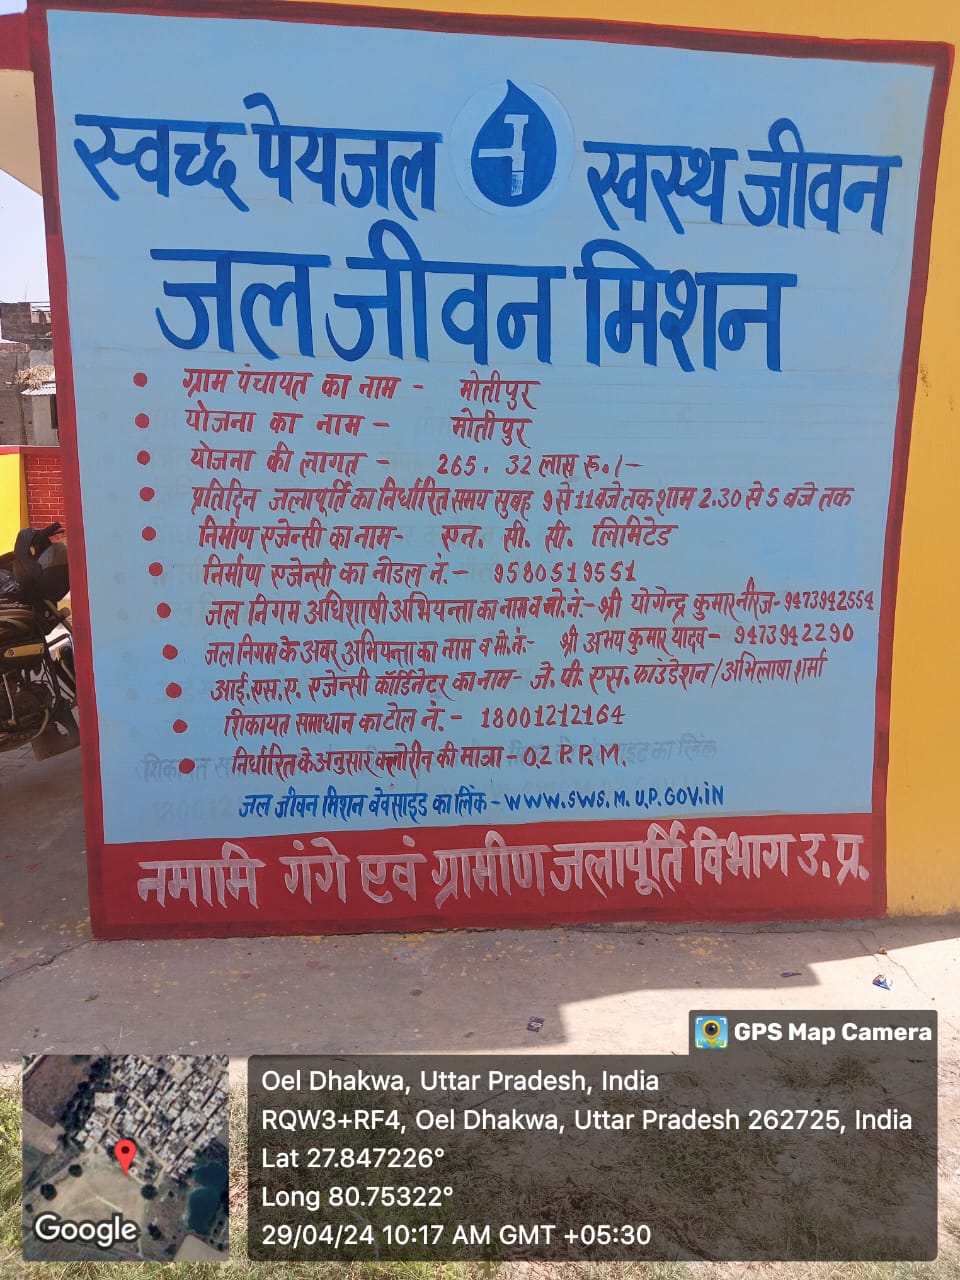 स्वच्छ पेयजल स्वस्थ जीवन
जल जीवन मिशन
• ग्राम पंचायत का नाम - मोतीपुर
• योजना का नाम - मोतीपुर
• योजना की लागत - 265.32 लाख रु०/-
• प्रतिदिन जलापूर्ति का निर्धारित समय सुबह 9 से 11 बजे तक शाम 2.30 से 5 बजे तक
• निर्माण एजेन्सी का नाम- एन. सी. सी. लिमिटेड
• निर्माण एजेन्सी का नोडल नं.- 9580519551
• जल निगम अधिशाषी अभियन्ता का नाम व मो.नं.- श्री योगेन्द्र कुमार नीरज-9473942554
• जल निगम के अवर अभियन्ता का नाम व मो.नं.- श्री अभय कुमार यादव- 9473942290
• आई.एस.ए. एजेन्सी कॉर्डिनेटर का नाम- जे.पी.एस. फाउंडेशन/अभिलाषा शर्मा
• शिकायत समाधान का टोल नं.- 18001212164
• निर्धारित के अनुसार क्लोरीन की मात्रा - 0.2 P.P.M.
जल जीवन मिशन बेवसाइड का लिंक - WWW.SWS.M.U.P.GOV.iN
नमामि गंगे एवं ग्रामीण जलापूर्ति विभाग उ.प्र.
GPS Map Camera
Oel Dhakwa, Uttar Pradesh, India
RQW3+RF4, Oel Dhakwa, Uttar Pradesh 262725, India
Lat 27.847226°
Long 80.75322°
29/04/24 10:17 AM GMT +05:30
Google